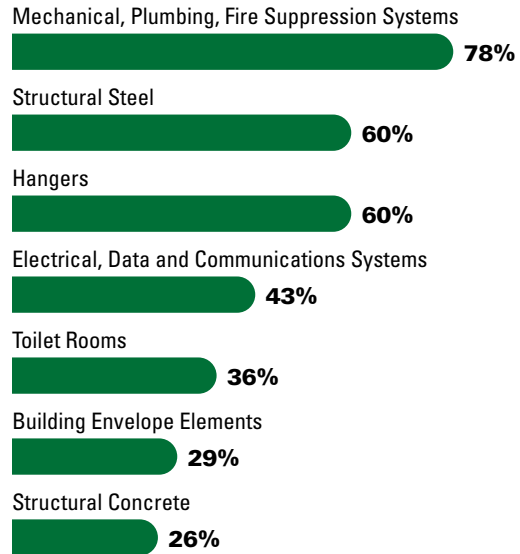 Mechanical, Plumbing, Fire Suppression Systems
78%
Structural Steel
60%
Hangers
60%
Electrical, Data and Communications Systems
43%
Toilet Rooms
36%
Building Envelope Elements
29%
Structural Concrete
26%